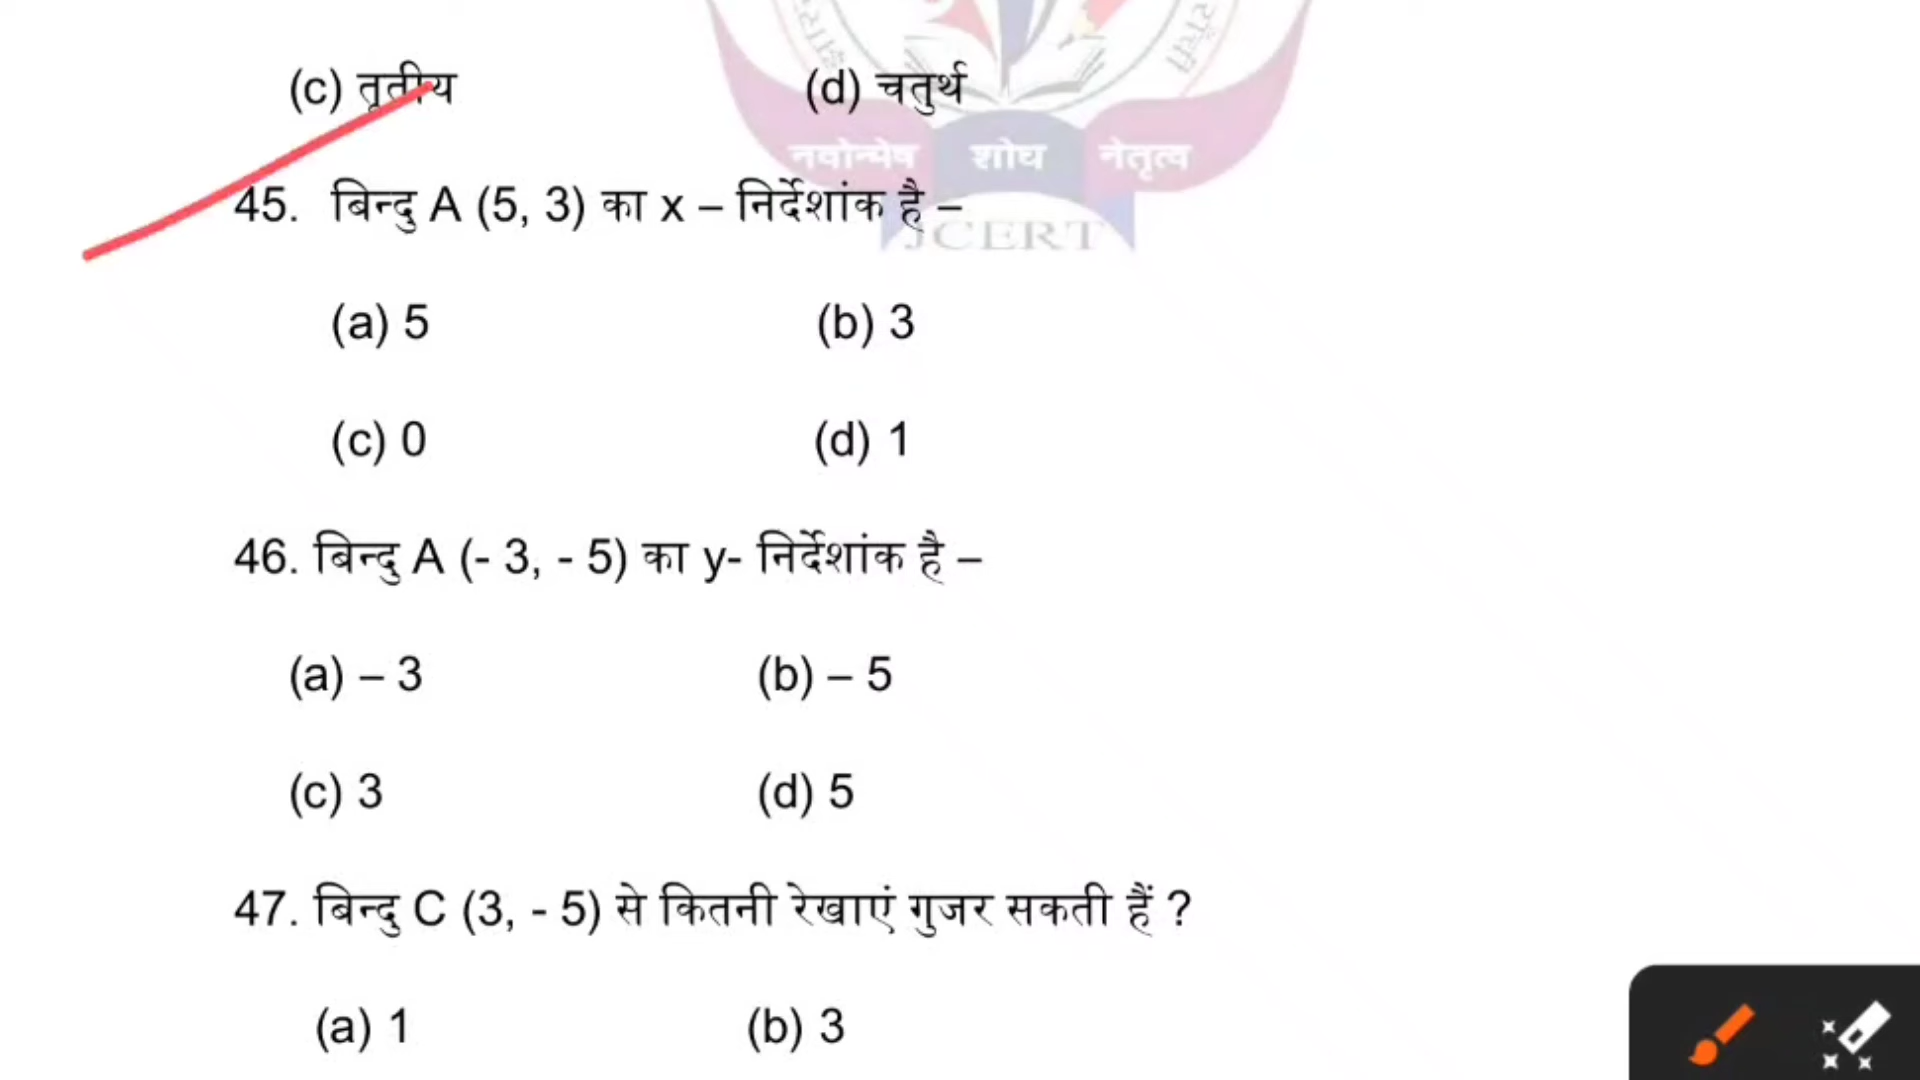 (c) तृतीय (d) चतुर्थ
नवोन्मेष शोध नेतृत्व
45. बिन्दु A (5, 3) का x – निर्देशांक है –
JCERT
(a) 5 (b) 3
(c) 0 (d) 1
46. बिन्दु A (- 3, - 5) का y- निर्देशांक है –
(a) – 3 (b) – 5
(c) 3 (d) 5
47. बिन्दु C (3, - 5) से कितनी रेखाएं गुजर सकती हैं ?
(a) 1 (b) 3